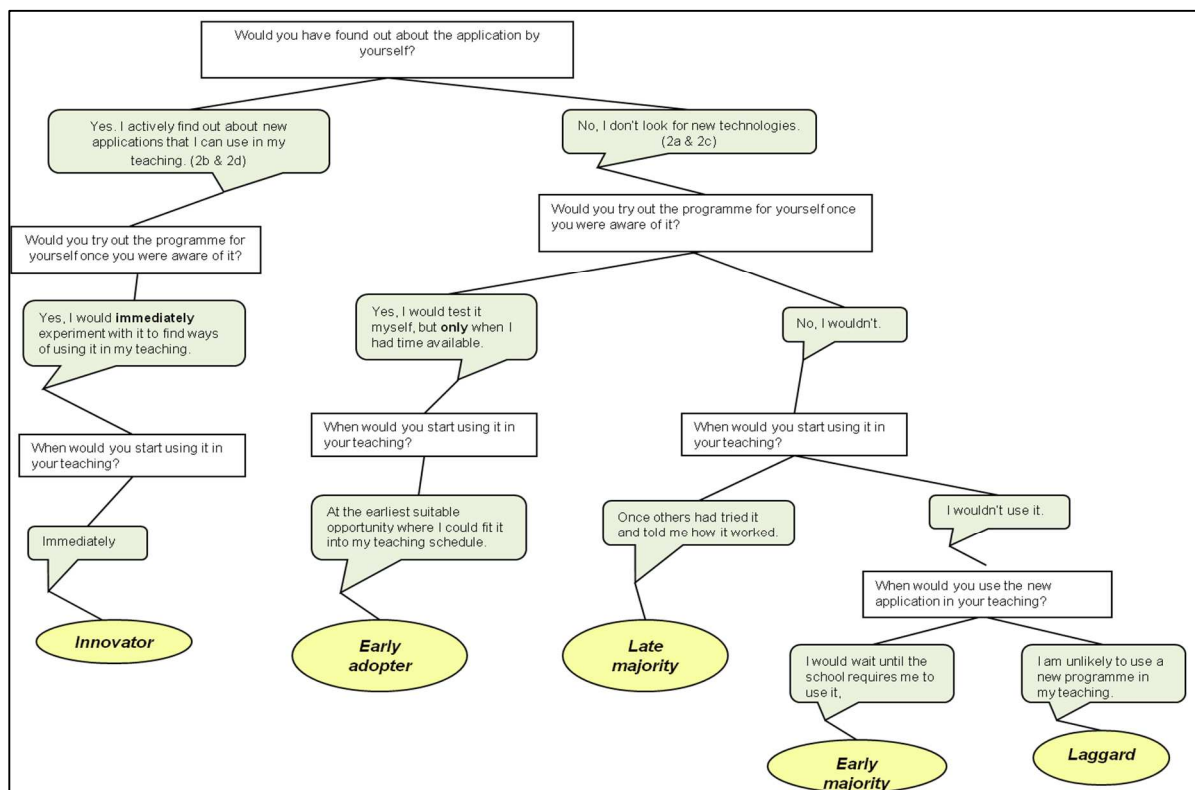 Would you have found out about the application by
yourself?
Yes. I actively find out about new
applications that I can use in my
teaching. (2b & 2d)
No, I don't look for new technologies.
(2a & 2c)
Would you try out the programme for
yourself once you were aware of it?
Would you try out the programme for yourself once
you were aware of it?
Yes, I would immediately
experiment with it to find ways
of using it in my teaching.
Yes, I would test it
myself, but only when I
had time available.
No, I wouldn't.
When would you start using it in
your teaching?
When would you start using it in
your teaching?
When would you start using it in
your teaching?
Immediately
At the earliest suitable
opportunity where I could fit it
into my teaching schedule.
Once others had tried it
and told me how it worked.
I wouldn't use it.
When would you use the new
application in your teaching?
Innovator
Early
adopter
Late
majority
I would wait until the
school requires me to
use it,
I am unlikely to use a
new programme in
my teaching.
Early
majority
Laggard